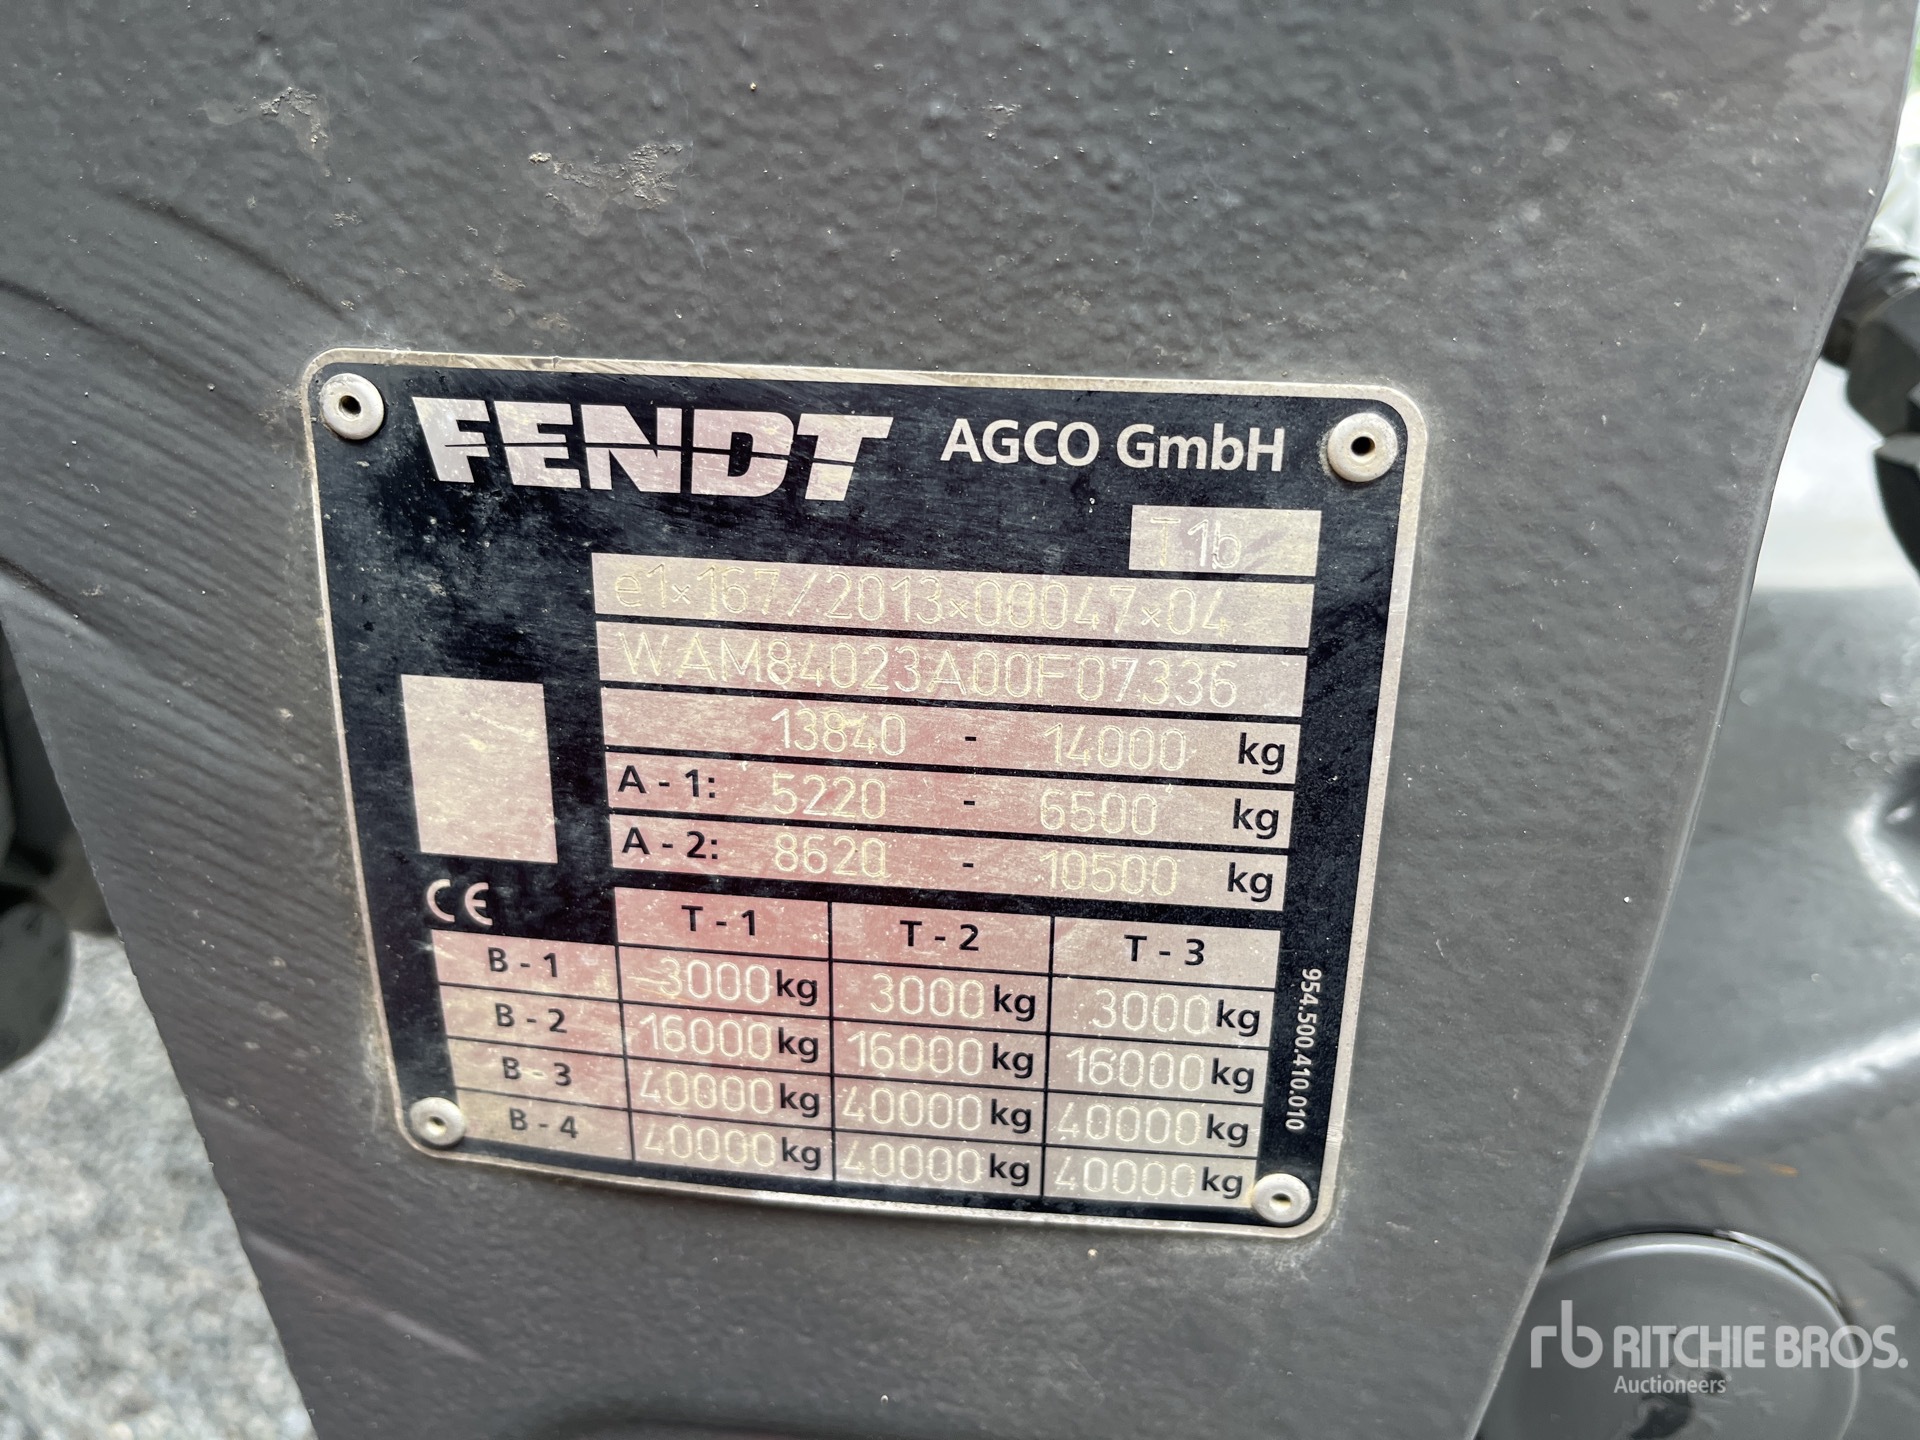 FENDT AGCO GmbH
T1b
e1×167/2013×00047×04
WAM84023A00F07336
13840 - 14000 kg
A - 1: 5220 - 6500 kg
A - 2: 8620 - 10500 kg
CE
T - 1 T - 2 T - 3
B - 1 3000 kg 3000 kg 3000 kg
B - 2 16000 kg 16000 kg 16000 kg
B - 3 40000 kg 40000 kg 40000 kg
B - 4 40000 kg 40000 kg 40000 kg
954.500.410.010
rb RITCHIE BROS.
Auctioneers